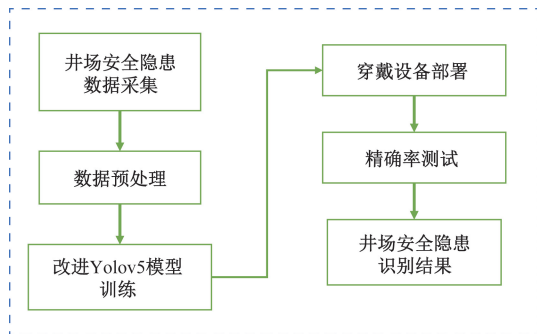 井场安全隐患
数据采集
数据预处理
改进Yolov5模型
训练
穿戴设备部署
精确率测试
井场安全隐患
识别结果